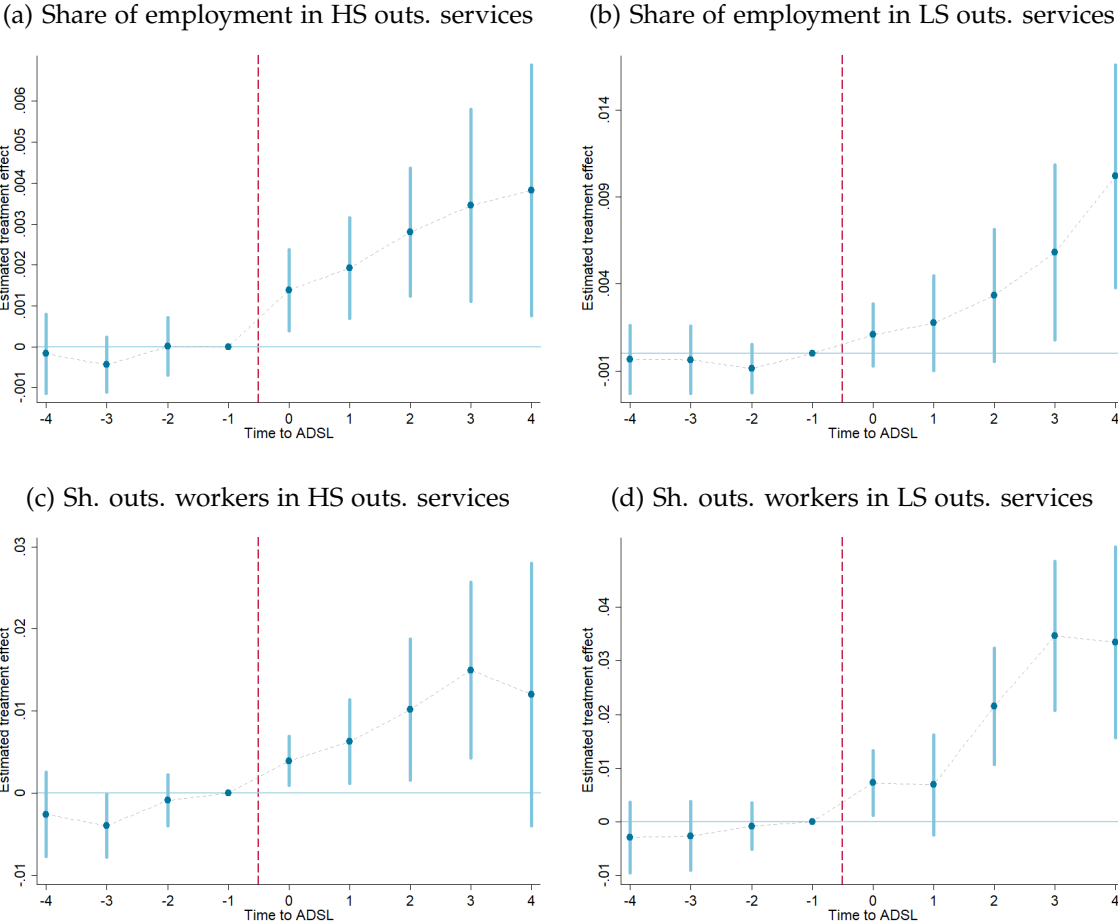 (a) Share of employment in HS outs. services
Estimated treatment effect
.006
.005
.004
.003
.002
.001
0
-.001
-4 -3 -2 -1 0 1 2 3 4
Time to ADSL
(b) Share of employment in LS outs. services
Estimated treatment effect
.014
.009
.004
-.001
-4 -3 -2 -1 0 1 2 3 4
Time to ADSL
(c) Sh. outs. workers in HS outs. services
Estimated treatment effect
.03
.02
.01
0
-.01
-4 -3 -2 -1 0 1 2 3 4
Time to ADSL
(d) Sh. outs. workers in LS outs. services
Estimated treatment effect
.04
.03
.02
.01
0
-.01
-4 -3 -2 -1 0 1 2 3 4
Time to ADSL